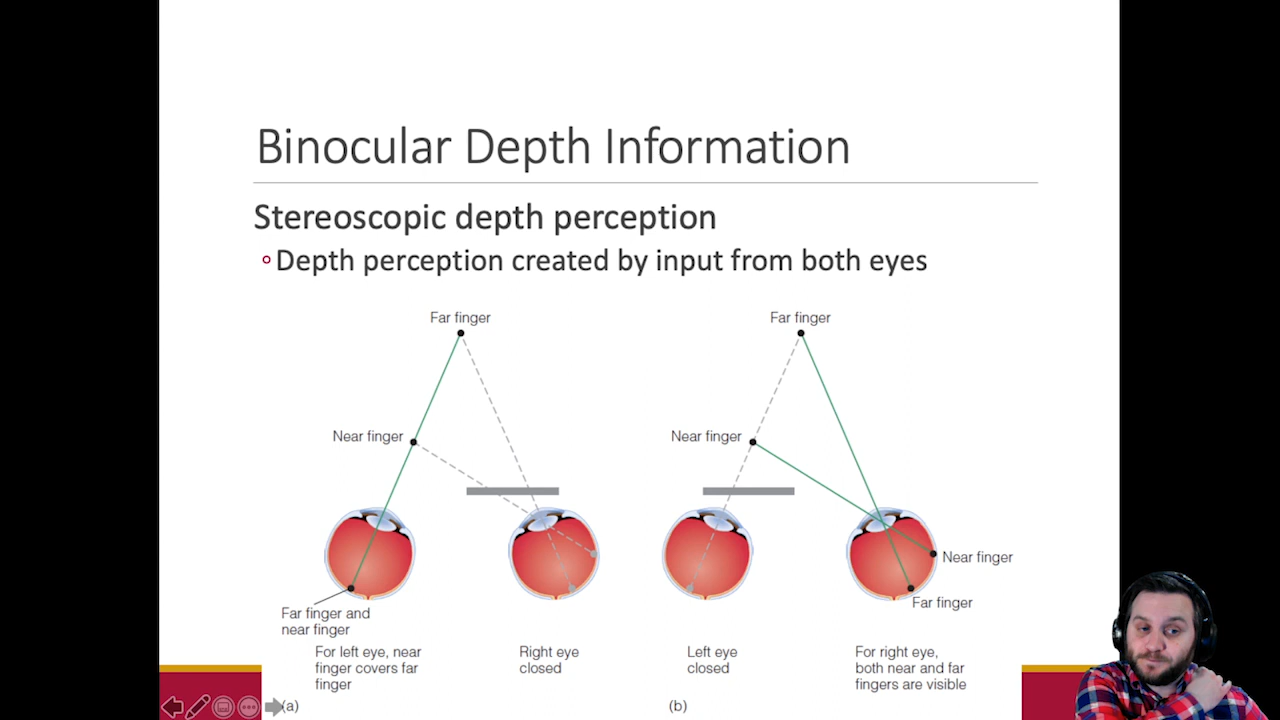 Binocular Depth Information
Stereoscopic depth perception
Depth perception created by input from both eyes
Far finger
Near finger
Far finger and
near finger
For left eye, near
finger covers far
finger
Right eye
closed
(a)
Far finger
Near finger
Near finger
Far finger
Left eye
closed
For right eye,
both near and far
fingers are visible
(b)